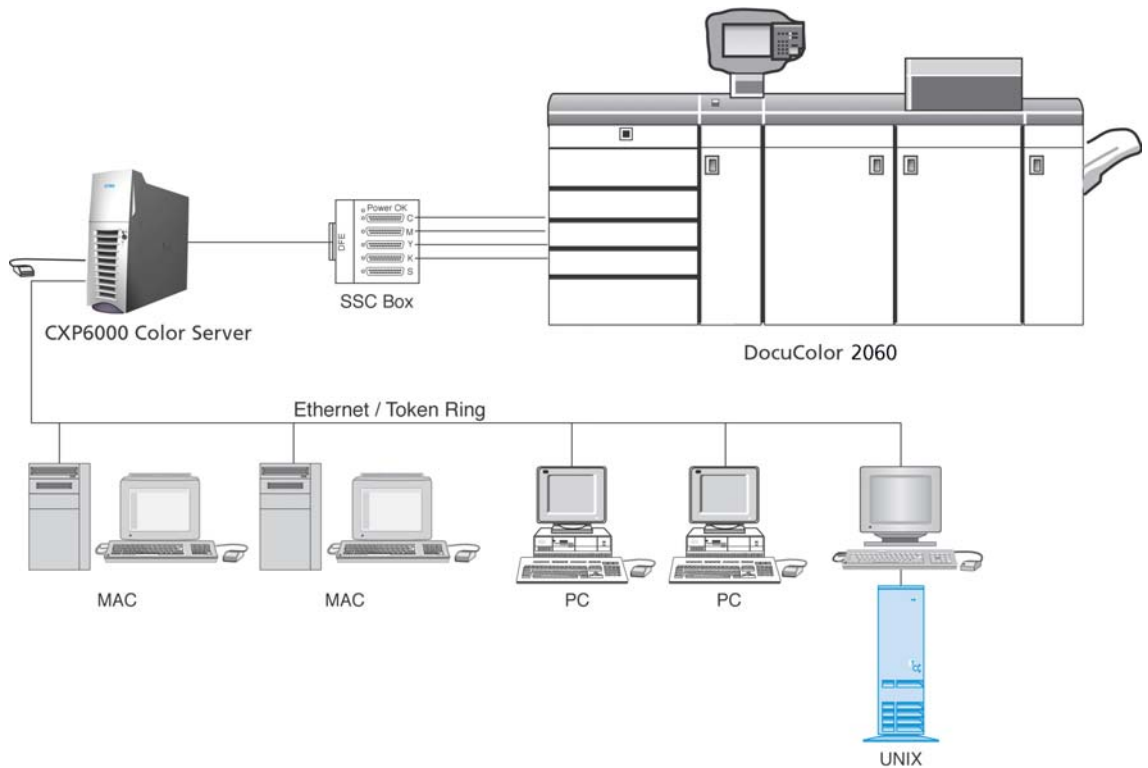 Power OK
C
M
Y
K
S
DFE
SSC Box
CXP6000 Color Server
DocuColor 2060
Ethernet / Token Ring
MAC
MAC
PC
PC
UNIX